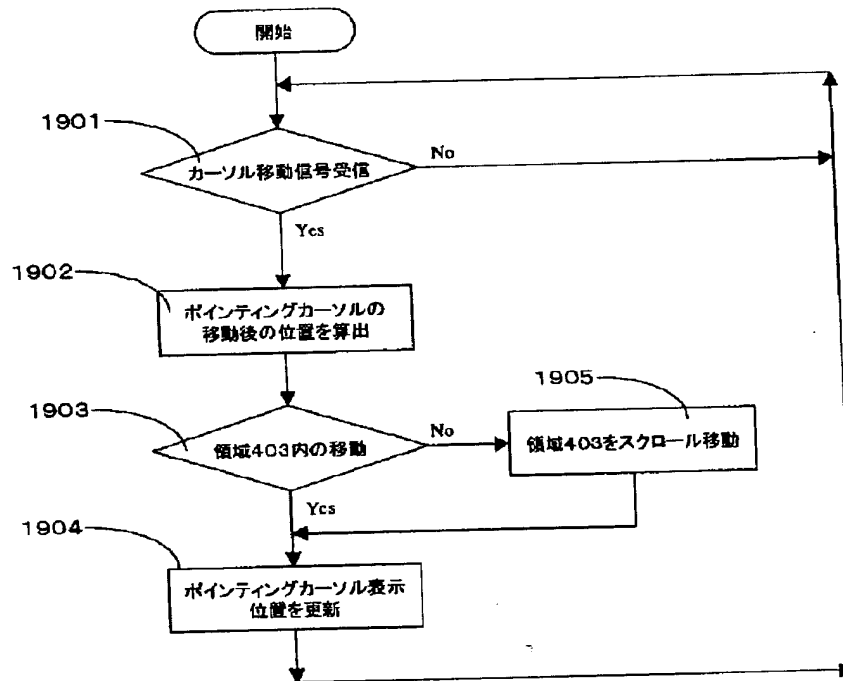 開始
1901
カーソル移動信号受信
No
Yes
1902
ポインティングカーソルの
移動後の位置を算出
1903
領域403内の移動
No
1905
領域403をスクロール移動
Yes
1904
ポインティングカーソル表示
位置を更新